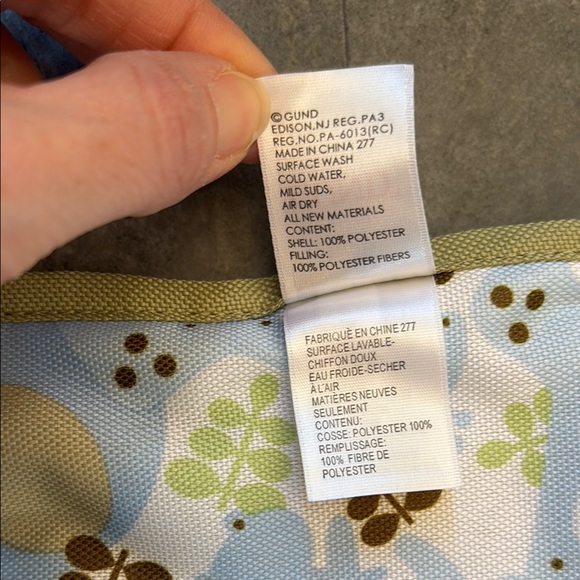 © GUND
EDISON,NJ REG.PA3
REG.NO.PA-6013(RC)
MADE IN CHINA 277
SURFACE WASH
COLD WATER,
MILD SUDS,
AIR DRY
ALL NEW MATERIALS
CONTENT:
SHELL: 100% POLYESTER
FILLING:
100% POLYESTER FIBERS
FABRIQUÈ EN CHINE 277
SURFACE LAVABLE-
CHIFFON DOUX
EAU FROIDE-SECHER
À L'AIR
MATIÈRES NEUVES
SEULEMENT
CONTENU:
COSSE: POLYESTER 100%
REMPLISSAGE:
100% FIBRE DE
POLYESTER